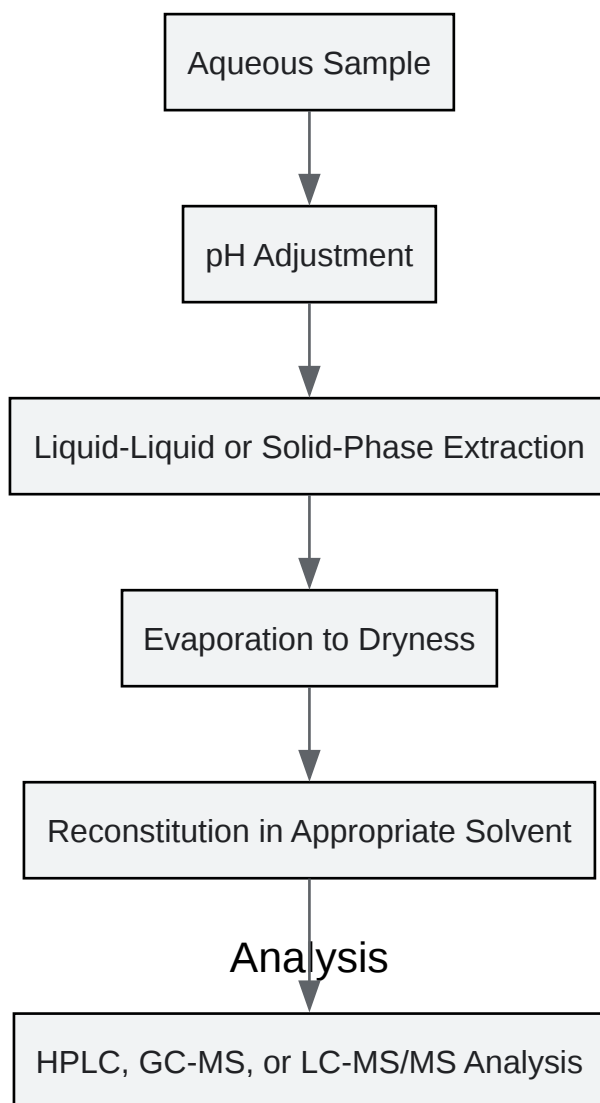 Aqueous Sample
pH Adjustment
Liquid-Liquid or Solid-Phase Extraction
Evaporation to Dryness
Reconstitution in Appropriate Solvent
Analysis
HPLC, GC-MS, or LC-MS/MS Analysis